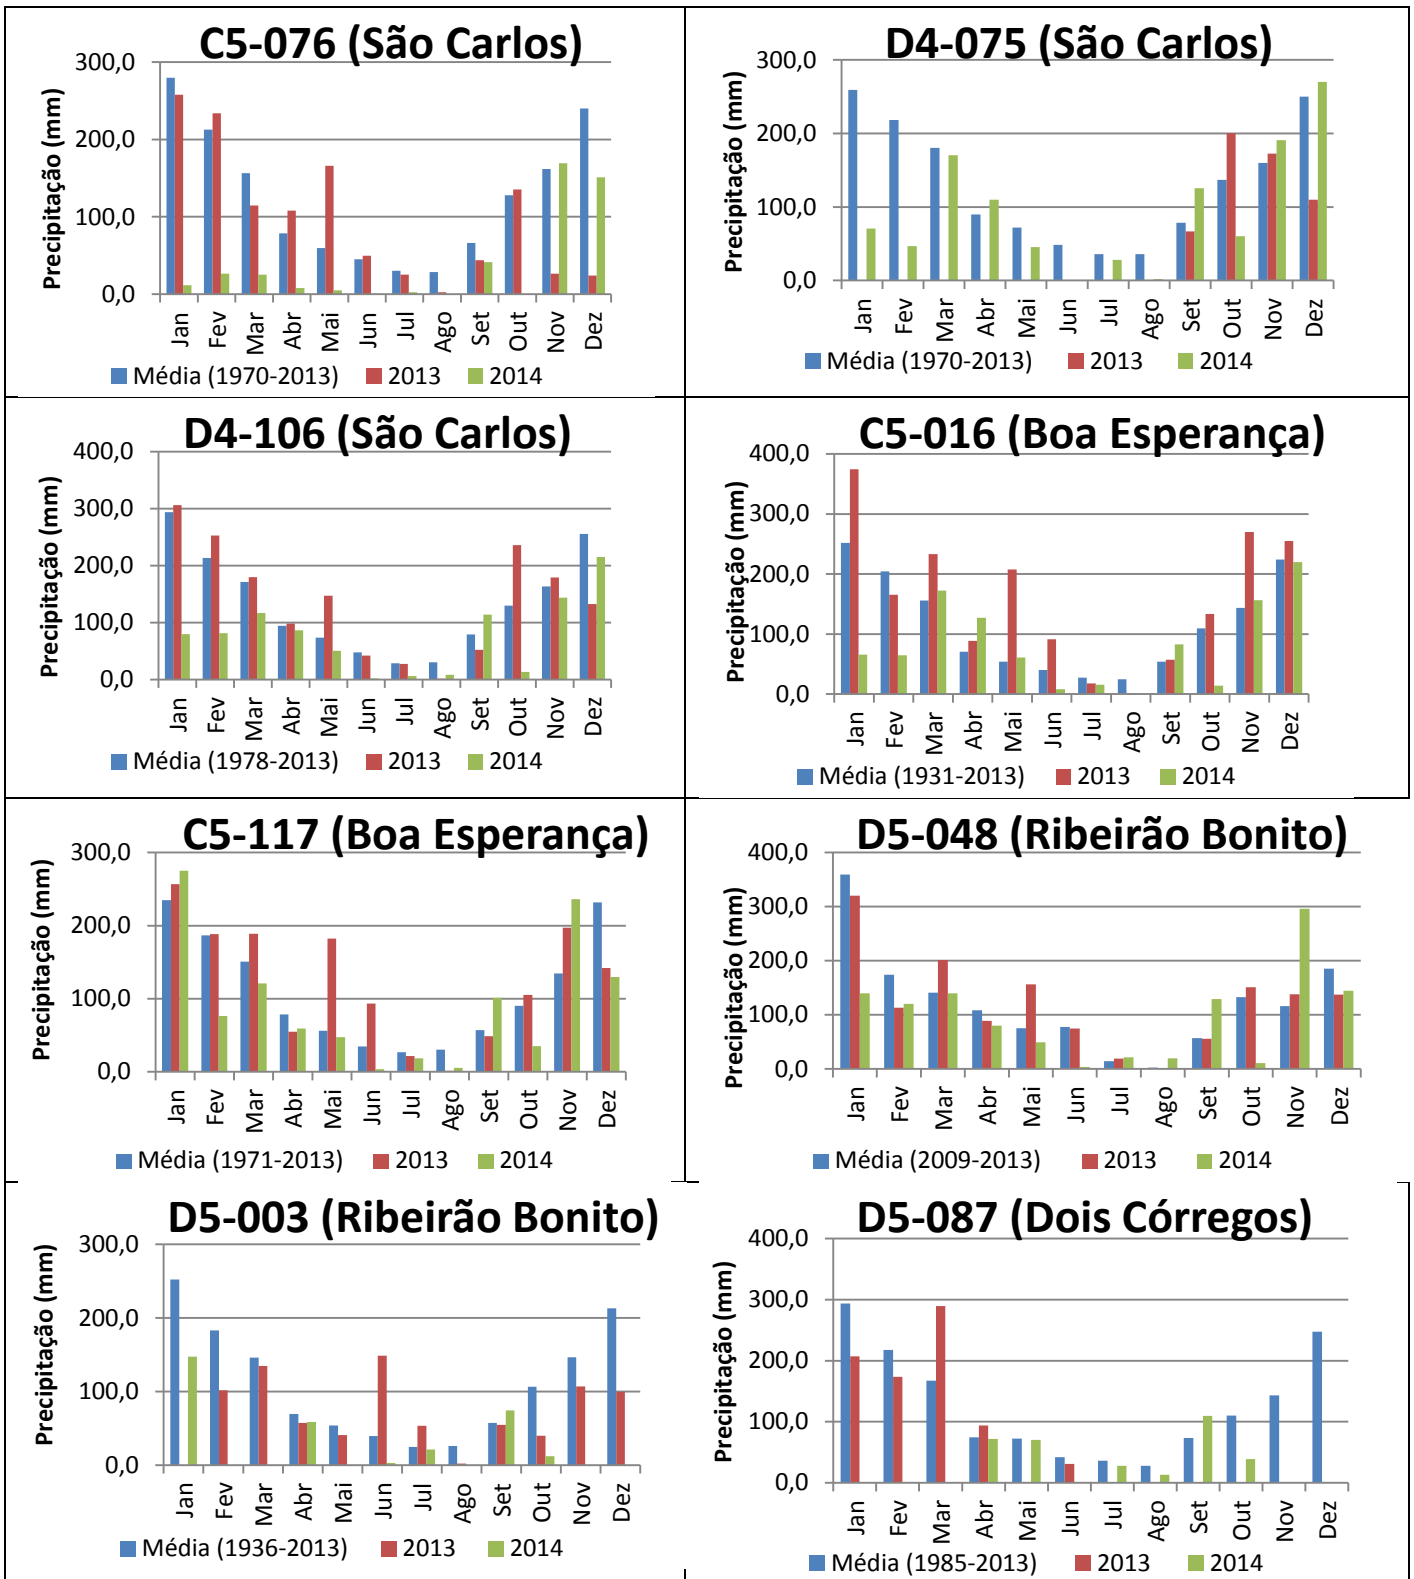 C5-076 (São Carlos)
Precipitação (mm)
300,0
200,0
100,0
0,0
Jan Fev Mar Abr Mai Jun Jul Ago Set Out Nov Dez
Média (1970-2013) 2013 2014
D4-075 (São Carlos)
Precipitação (mm)
300,0
200,0
100,0
0,0
Jan Fev Mar Abr Mai Jun Jul Ago Set Out Nov Dez
Média (1970-2013) 2013 2014
D4-106 (São Carlos)
Precipitação (mm)
400,0
300,0
200,0
100,0
0,0
Jan Fev Mar Abr Mai Jun Jul Ago Set Out Nov Dez
Média (1978-2013) 2013 2014
C5-016 (Boa Esperança)
Precipitação (mm)
400,0
300,0
200,0
100,0
0,0
Jan Fev Mar Abr Mai Jun Jul Ago Set Out Nov Dez
Média (1931-2013) 2013 2014
C5-117 (Boa Esperança)
Precipitação (mm)
300,0
200,0
100,0
0,0
Jan Fev Mar Abr Mai Jun Jul Ago Set Out Nov Dez
Média (1971-2013) 2013 2014
D5-048 (Ribeirão Bonito)
Precipitação (mm)
400,0
300,0
200,0
100,0
0,0
Jan Fev Mar Abr Mai Jun Jul Ago Set Out Nov Dez
Média (2009-2013) 2013 2014
D5-003 (Ribeirão Bonito)
Precipitação (mm)
300,0
200,0
100,0
0,0
Jan Fev Mar Abr Mai Jun Jul Ago Set Out Nov Dez
Média (1936-2013) 2013 2014
D5-087 (Dois Córregos)
Precipitação (mm)
400,0
300,0
200,0
100,0
0,0
Jan Fev Mar Abr Mai Jun Jul Ago Set Out Nov Dez
Média (1985-2013) 2013 2014